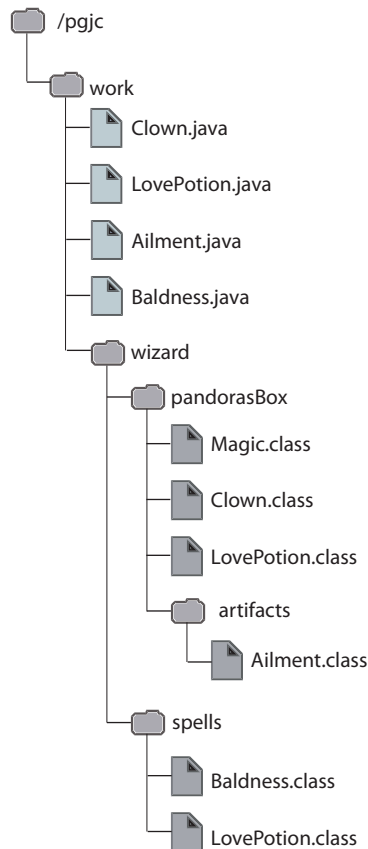 /pgjc
work
Clown.java
LovePotion.java
Ailment.java
Baldness.java
wizard
pandorasBox
Magic.class
Clown.class
LovePotion.class
artifacts
Ailment.class
spells
Baldness.class
LovePotion.class